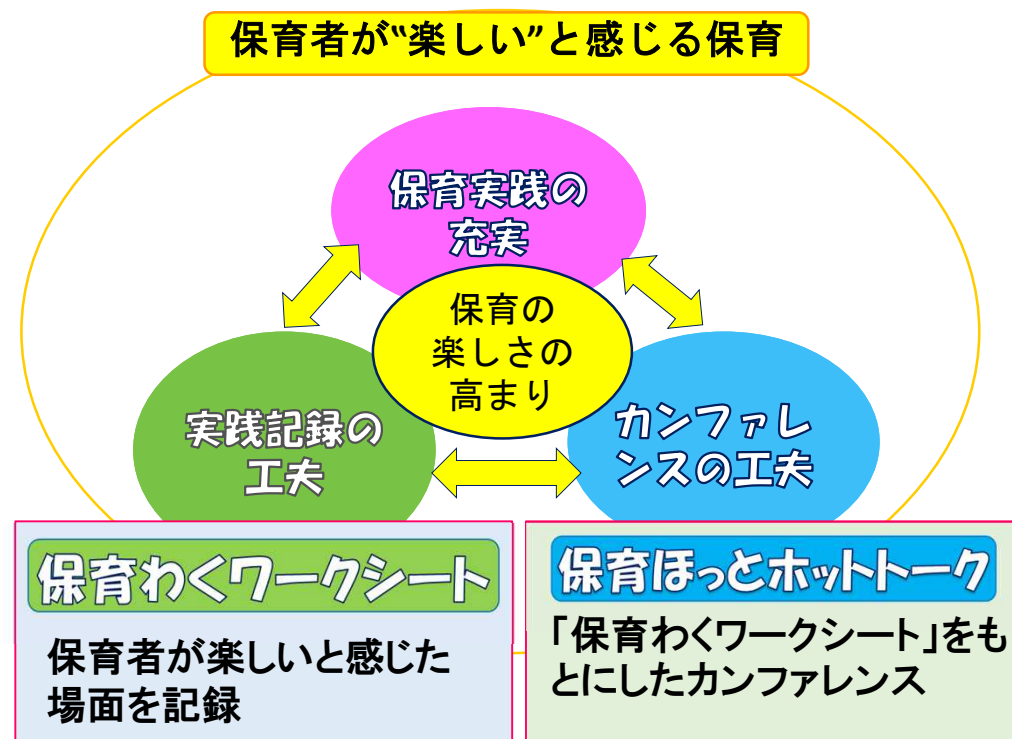 保育者が“楽しい”と感じる保育
保育実践の
充実
保育の
楽しさの
高まり
実践記録の
工夫
カンファレ
ンスの工夫
保育わくワークシート
保育者が楽しいと感じた
場面を記録
保育ほっとホットトーク
「保育わくワークシート」をも
とにしたカンファレンス